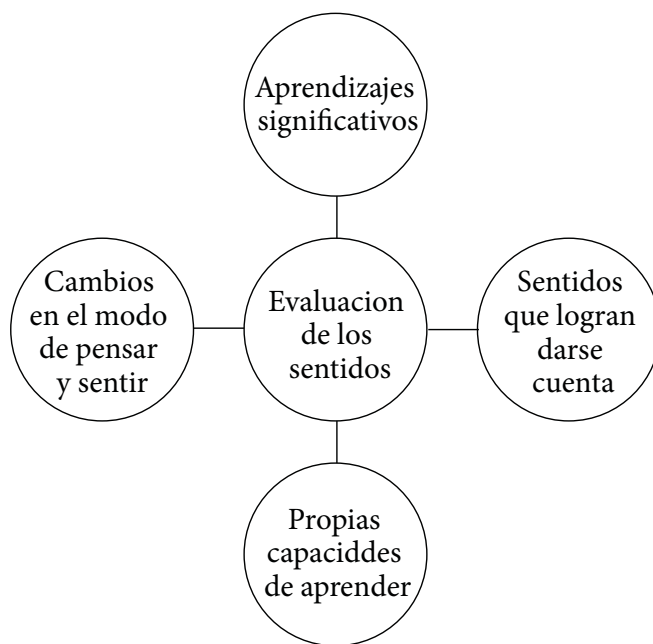 Aprendizajes
significativos
Cambios
en el modo
de pensar
y sentir
Evaluacion
de los
sentidos
Sentidos
que logran
darse
cuenta
Propias
capaciddes
de aprender